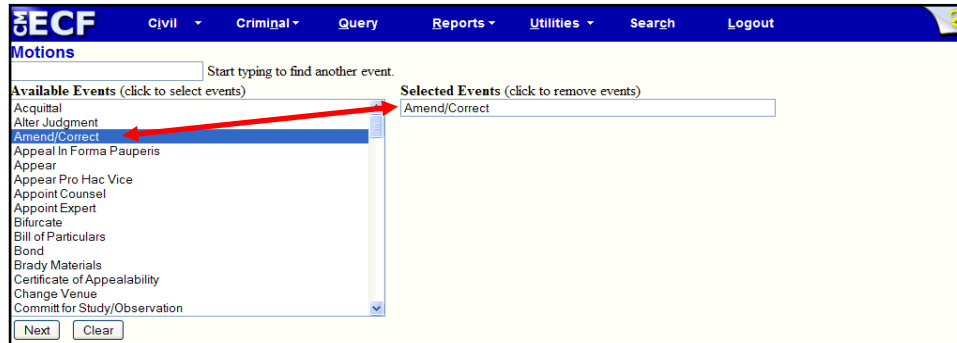 CM ECF Civil Criminal Query Reports Utilities Search Logout
Motions
Start typing to find another event.
Available Events (click to select events) Selected Events (click to remove events)
Acquittal Amend/Correct
Alter Judgment
Amend/Correct
Appeal In Forma Pauperis
Appear
Appear Pro Hac Vice
Appoint Counsel
Appoint Expert
Bifurcate
Bill of Particulars
Bond
Brady Materials
Certificate of Appealability
Change Venue
Committ for Study/Observation
Next Clear